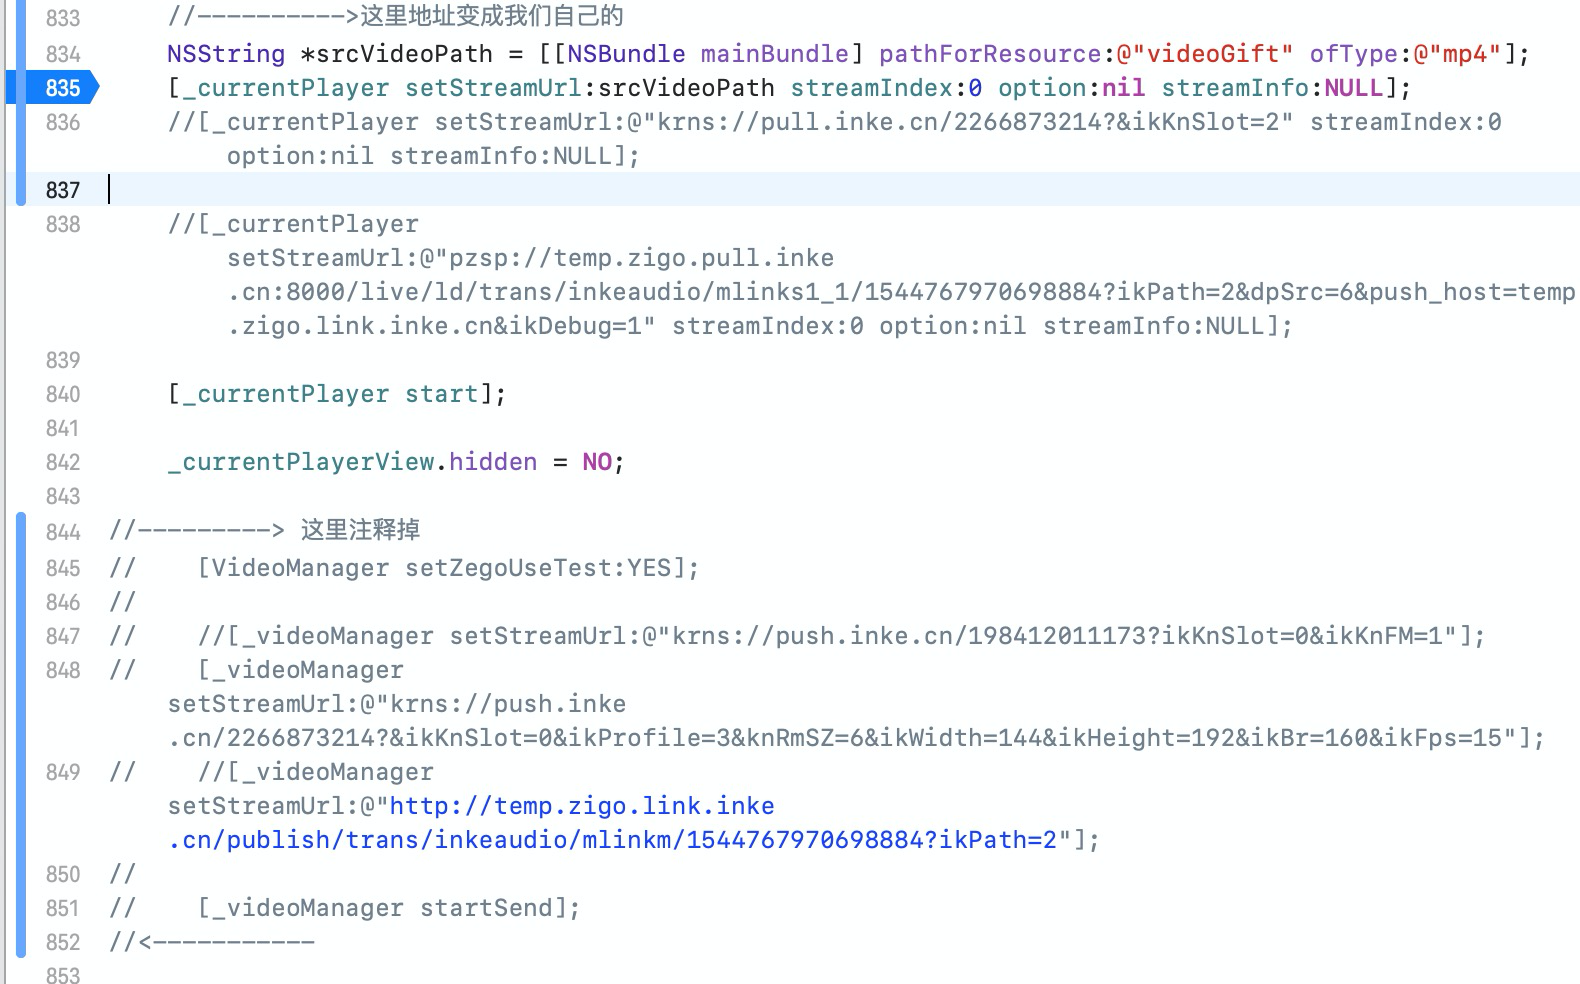 833 //---------->这里地址变成我们自己的
834 NSString *srcVideoPath = [[NSBundle mainBundle] pathForResource:@"videoGift" ofType:@"mp4"];
835 [_currentPlayer setStreamUrl:srcVideoPath streamIndex:0 option:nil streamInfo:NULL];
836 //[_currentPlayer setStreamUrl:@"krns://pull.inke.cn/2266873214?&ikKnSlot=2" streamIndex:0
option:nil streamInfo:NULL];
837
838 //[_currentPlayer
setStreamUrl:@"pzsp://temp.zigo.pull.inke
.cn:8000/live/ld/trans/inkeaudio/mlinks1_1/1544767970698884?ikPath=2&dpSrc=6&push_host=temp
.zigo.link.inke.cn&ikDebug=1" streamIndex:0 option:nil streamInfo:NULL];
839
840 [_currentPlayer start];
841
842 _currentPlayerView.hidden = NO;
843
844 //---------> 这里注释掉
845 // [VideoManager setZegoUseTest:YES];
846 //
847 // //[_videoManager setStreamUrl:@"krns://push.inke.cn/198412011173?ikKnSlot=0&ikKnFM=1"];
848 // [_videoManager
setStreamUrl:@"krns://push.inke
.cn/2266873214?&ikKnSlot=0&ikProfile=3&knRmSZ=6&ikWidth=144&ikHeight=192&ikBr=160&ikFps=15"];
849 // //[_videoManager
setStreamUrl:@"http://temp.zigo.link.inke
.cn/publish/trans/inkeaudio/mlinkm/1544767970698884?ikPath=2"];
850 //
851 // [_videoManager startSend];
852 //<-----------
853